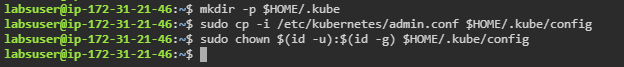 labsuser@ip-172-31-21-46:~$ mkdir -p $HOME/.kube
labsuser@ip-172-31-21-46:~$ sudo cp -i /etc/kubernetes/admin.conf $HOME/.kube/config
labsuser@ip-172-31-21-46:~$ sudo chown $(id -u):$(id -g) $HOME/.kube/config
labsuser@ip-172-31-21-46:~$